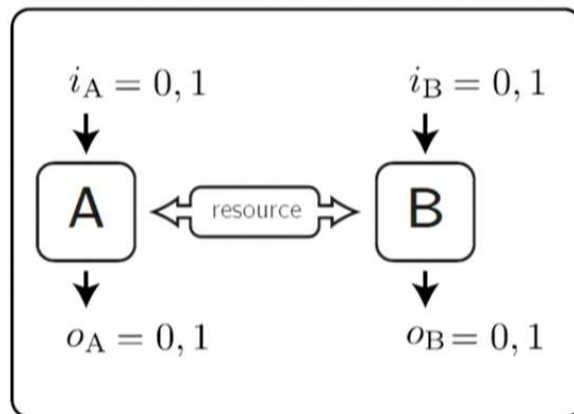 i_A = 0, 1 i_B = 0, 1
A resource B
o_A = 0, 1 o_B = 0, 1